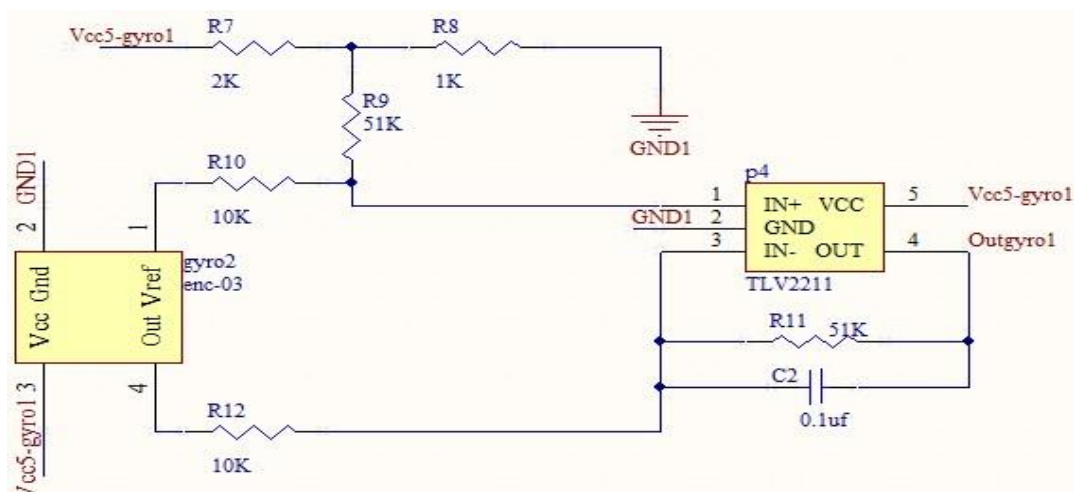 Vcc5-gyro1
R7
2K
R8
1K
R9
51K
GND1
R10
10K
GND1
2
1
gyro2
enc-03
Vcc Gnd
Out Vref
3
4
Vcc5-gyro1
R12
10K
p4
1
IN+ VCC
5
Vcc5-gyro1
GND1
2
GND
3
IN- OUT
4
Outgyro1
TLV2211
R11
51K
C2
0.1uf